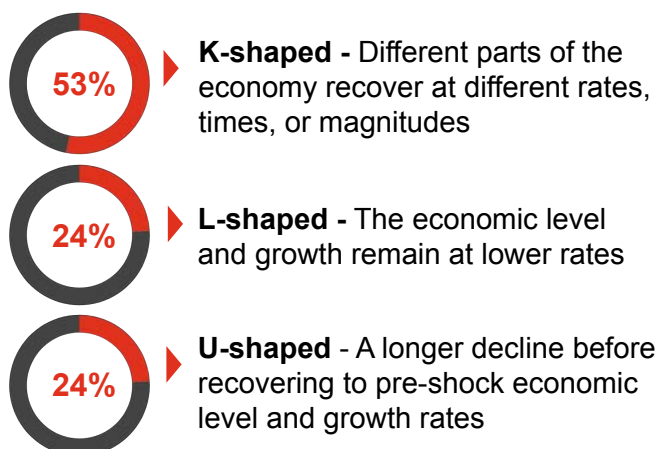 53%
K-shaped - Different parts of the
economy recover at different rates,
times, or magnitudes
24%
L-shaped - The economic level
and growth remain at lower rates
24%
U-shaped - A longer decline before
recovering to pre-shock economic
level and growth rates